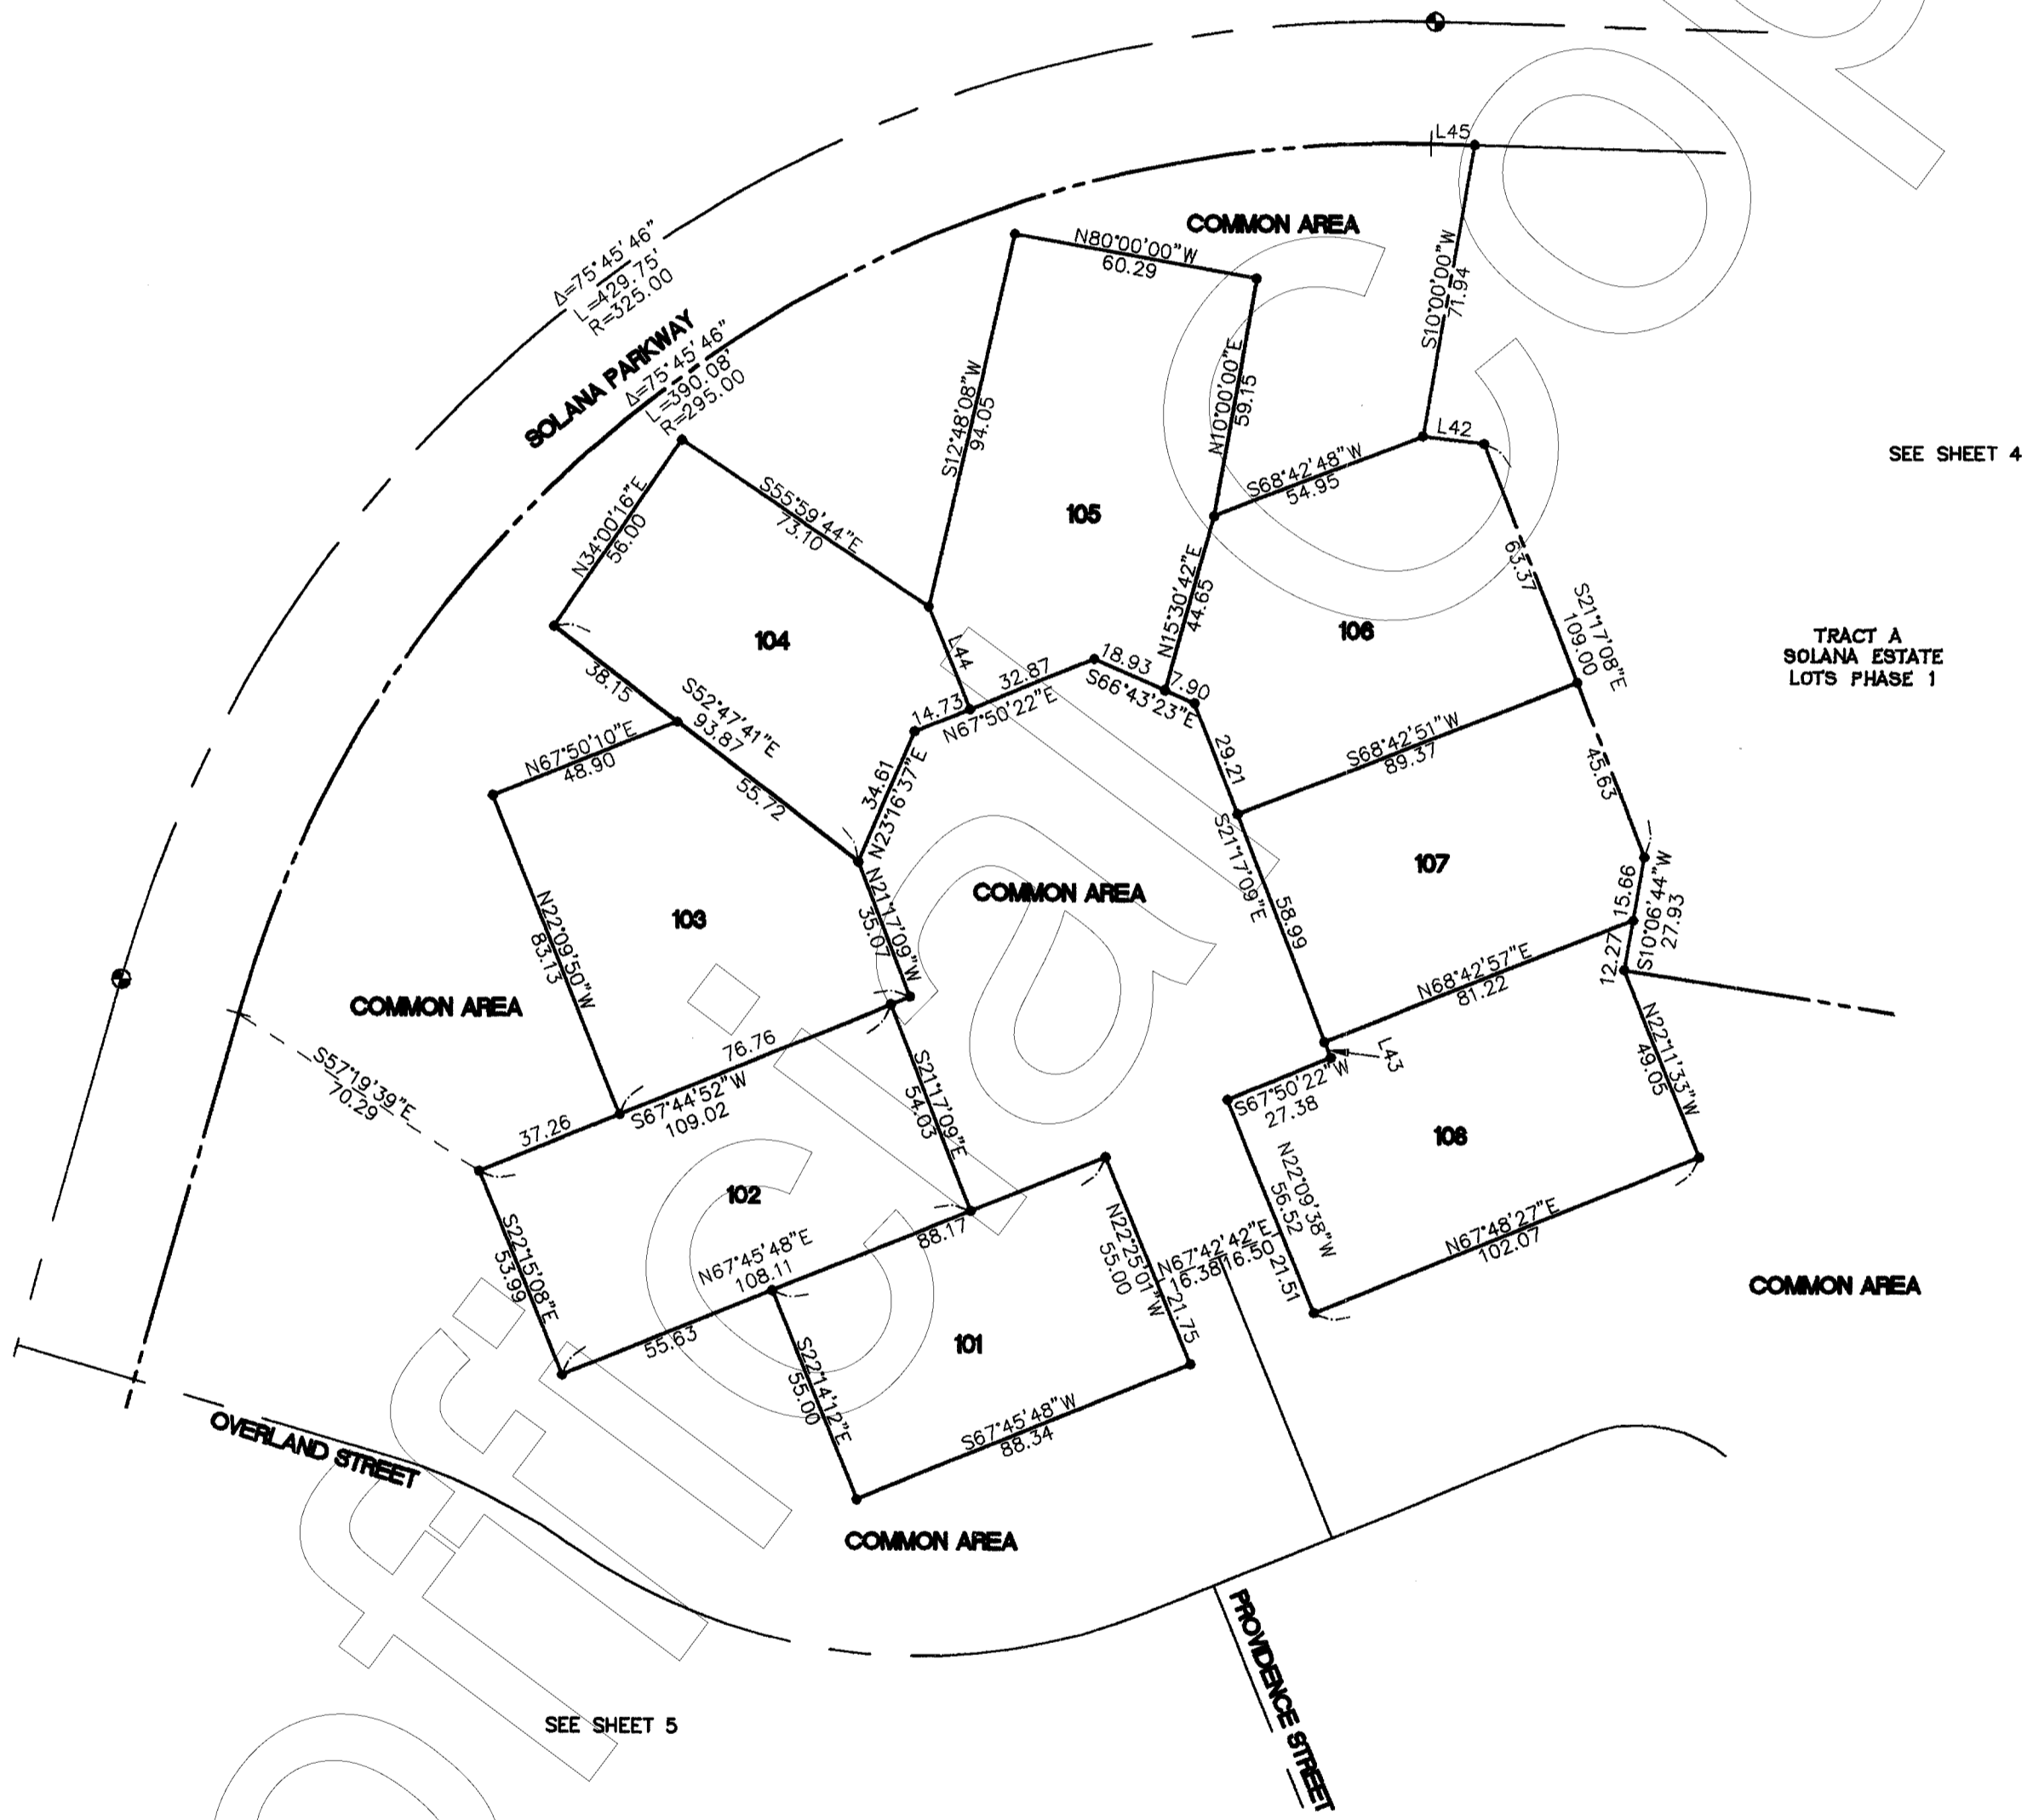 L45
COMMON AREA
N80°00'00"W
60.29
S10°00'00"W
71.94
Δ=75°45'46"
L=429.75'
R=325.00
SOLANA PARKWAY
Δ=75°45'46"
L=390.08'
R=295.00
S12°48'08"W
94.05
N10°00'00"E
59.15
L42
SEE SHEET 4
S68°42'48"W
54.95
105
N34°00'16"E
56.00
S55°59'44"E
73.10
63.37
S21°17'08"E
109.00
N15°30'42"E
44.65
106
104
TRACT A
SOLANA ESTATE
LOTS PHASE 1
L44
38.15
32.87
18.93
S66°43'23"E
7.90
14.73
N67°50'22"E
S52°47'41"E
93.87
55.72
N67°50'10"E
48.90
34.61
N23°16'37"E
29.21
S68°42'51"W
89.37
45.63
S21°17'09"E
58.99
107
15.66
S10°06'44"W
27.93
12.27
N22°09'50"W
83.13
103
N21°17'09"W
35.07
COMMON AREA
COMMON AREA
N68°42'57"E
81.22
76.76
S67°44'52"W
109.02
37.26
S57°19'39"E
70.29
S21°17'09"E
54.03
L43
S67°50'22"W
27.38
N22°11'33"W
49.05
108
N22°09'38"W
56.52
21.51
N67°48'27"E
102.07
102
S22°15'08"E
53.99
N67°45'48"E
108.11
88.17
55.63
N22°25'01"W
55.00
21.75
N67°42'42"E
16.38
16.50
COMMON AREA
101
S22°14'12"E
55.00
S67°45'48"W
88.34
OVERLAND STREET
COMMON AREA
PROVIDENCE STREET
SEE SHEET 5